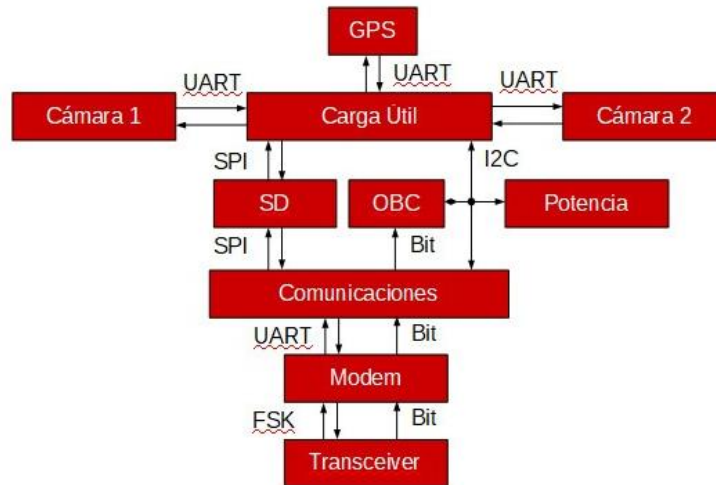 GPS
UART
UART
UART
Cámara 1
Carga Útil
Cámara 2
SPI
I2C
SD
OBC
Potencia
SPI
Bit
Comunicaciones
UART
Bit
Modem
FSK
Bit
Transceiver